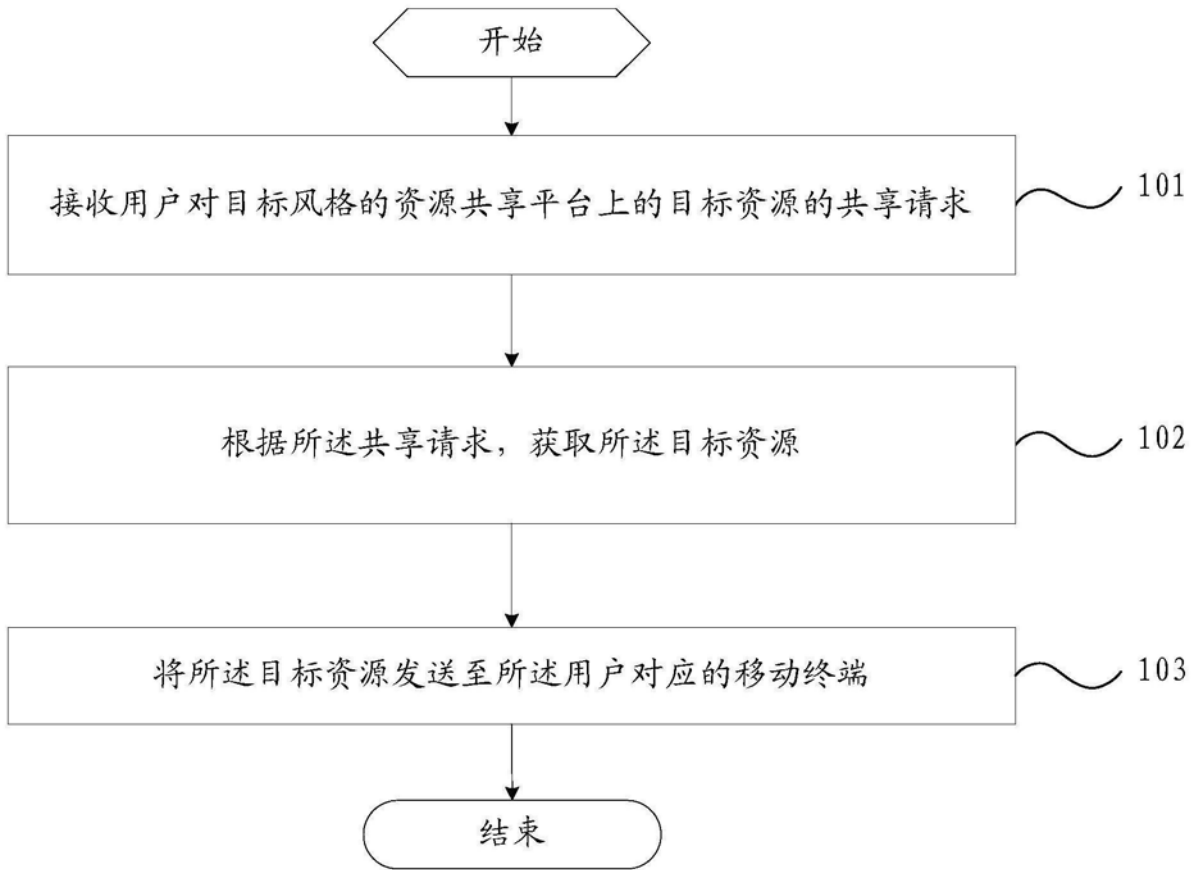 开始
接收用户对目标风格的资源共享平台上的目标资源的共享请求
101
根据所述共享请求，获取所述目标资源
102
将所述目标资源发送至所述用户对应的移动终端
103
结束